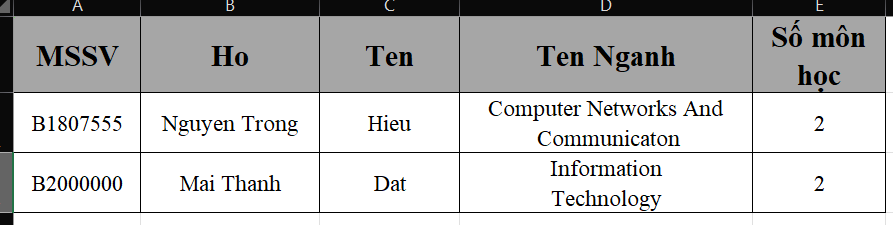 A B C D E
MSSV Ho Ten Ten Nganh Số môn học
B1807555 Nguyen Trong Hieu Computer Networks And Communicaton 2
B2000000 Mai Thanh Dat Information Technology 2